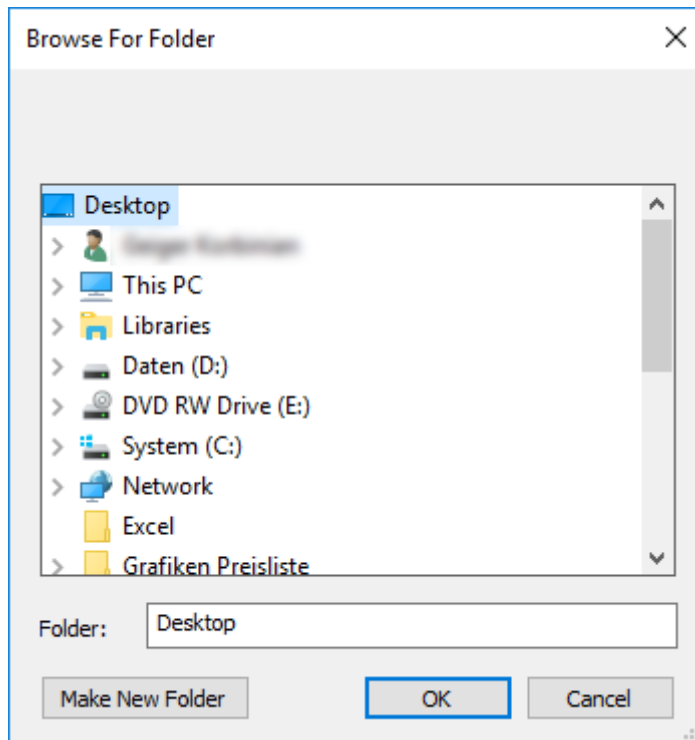 Browse For Folder
Desktop
This PC
Libraries
Daten (D:)
DVD RW Drive (E:)
System (C:)
Network
Excel
Grafiken Preisliste
Folder: Desktop
Make New Folder OK Cancel